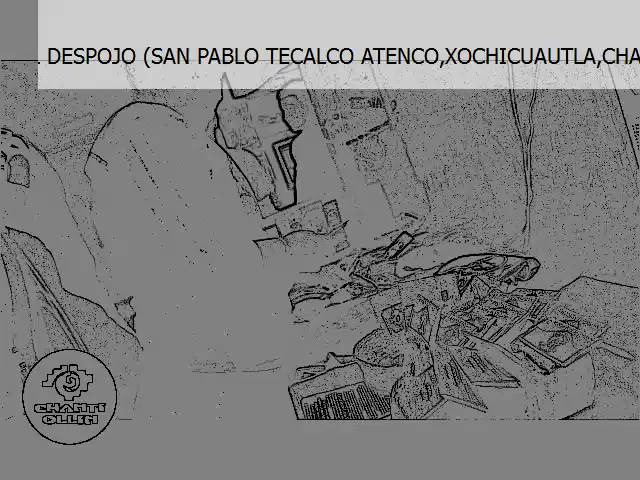 . DESPOJO (SAN PABLO TECALCO ATENCO,XOCHICUAUTLA,CHA
CHANTI
OLLIN